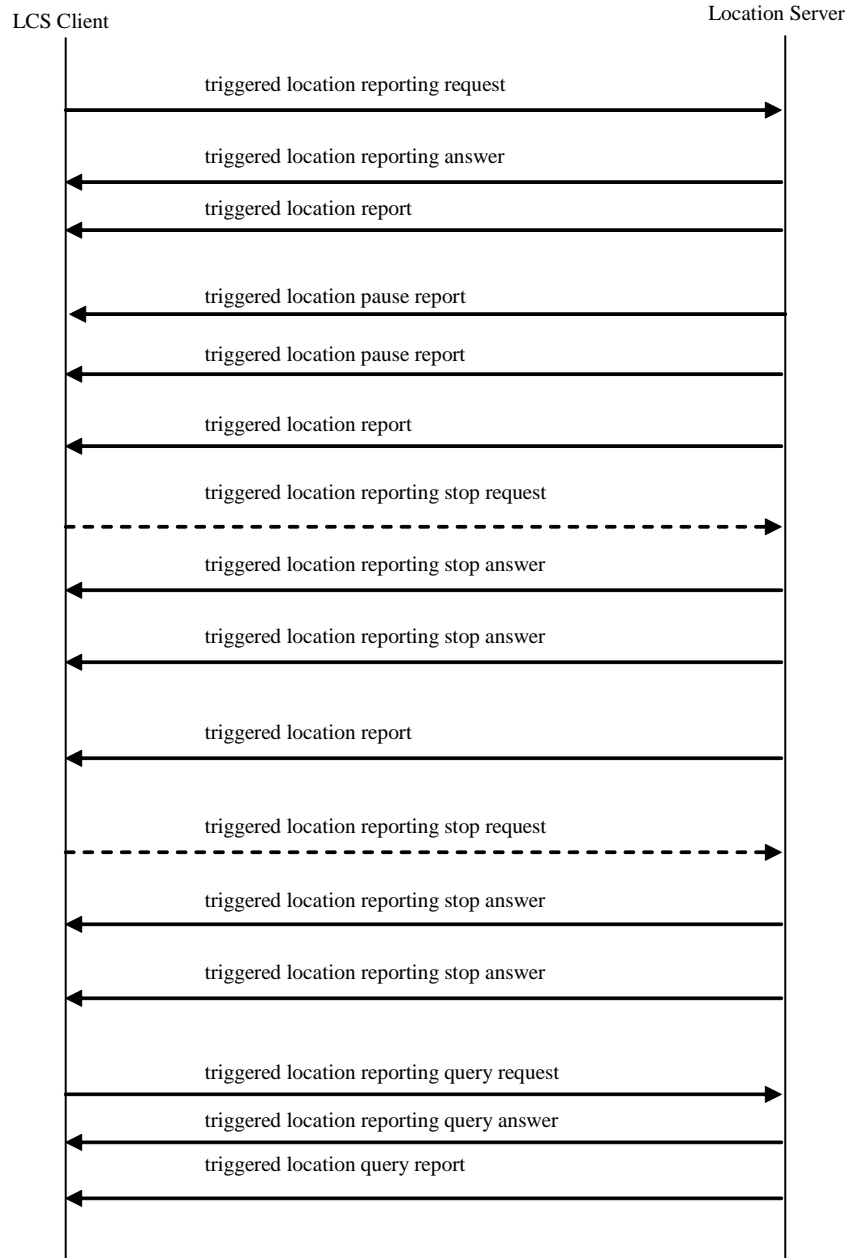 LCS Client
Location Server
triggered location reporting request
triggered location reporting answer
triggered location report
triggered location pause report
triggered location pause report
triggered location report
triggered location reporting stop request
triggered location reporting stop answer
triggered location reporting stop answer
triggered location report
triggered location reporting stop request
triggered location reporting stop answer
triggered location reporting stop answer
triggered location reporting query request
triggered location reporting query answer
triggered location query report